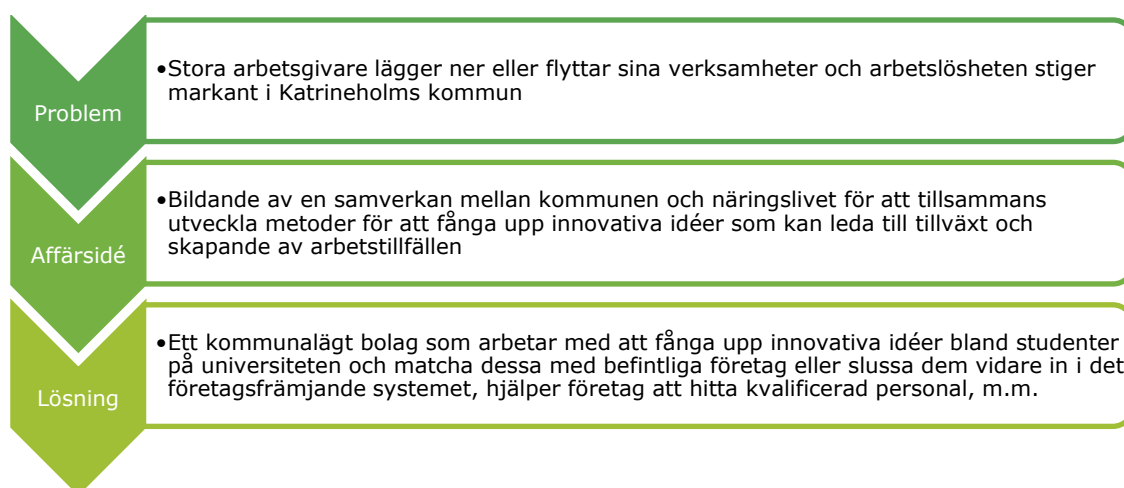 Problem
•Stora arbetsgivare lägger ner eller flyttar sina verksamheter och arbetslösheten stiger
markant i Katrineholms kommun
Affärsidé
•Bildande av en samverkan mellan kommunen och näringslivet för att tillsammans
utveckla metoder för att fånga upp innovativa idéer som kan leda till tillväxt och
skapande av arbetstillfällen
Lösning
•Ett kommunalägt bolag som arbetar med att fånga upp innovativa idéer bland studenter
på universiteten och matcha dessa med befintliga företag eller slussa dem vidare in i det
företagsfrämjande systemet, hjälper företag att hitta kvalificerad personal, m.m.